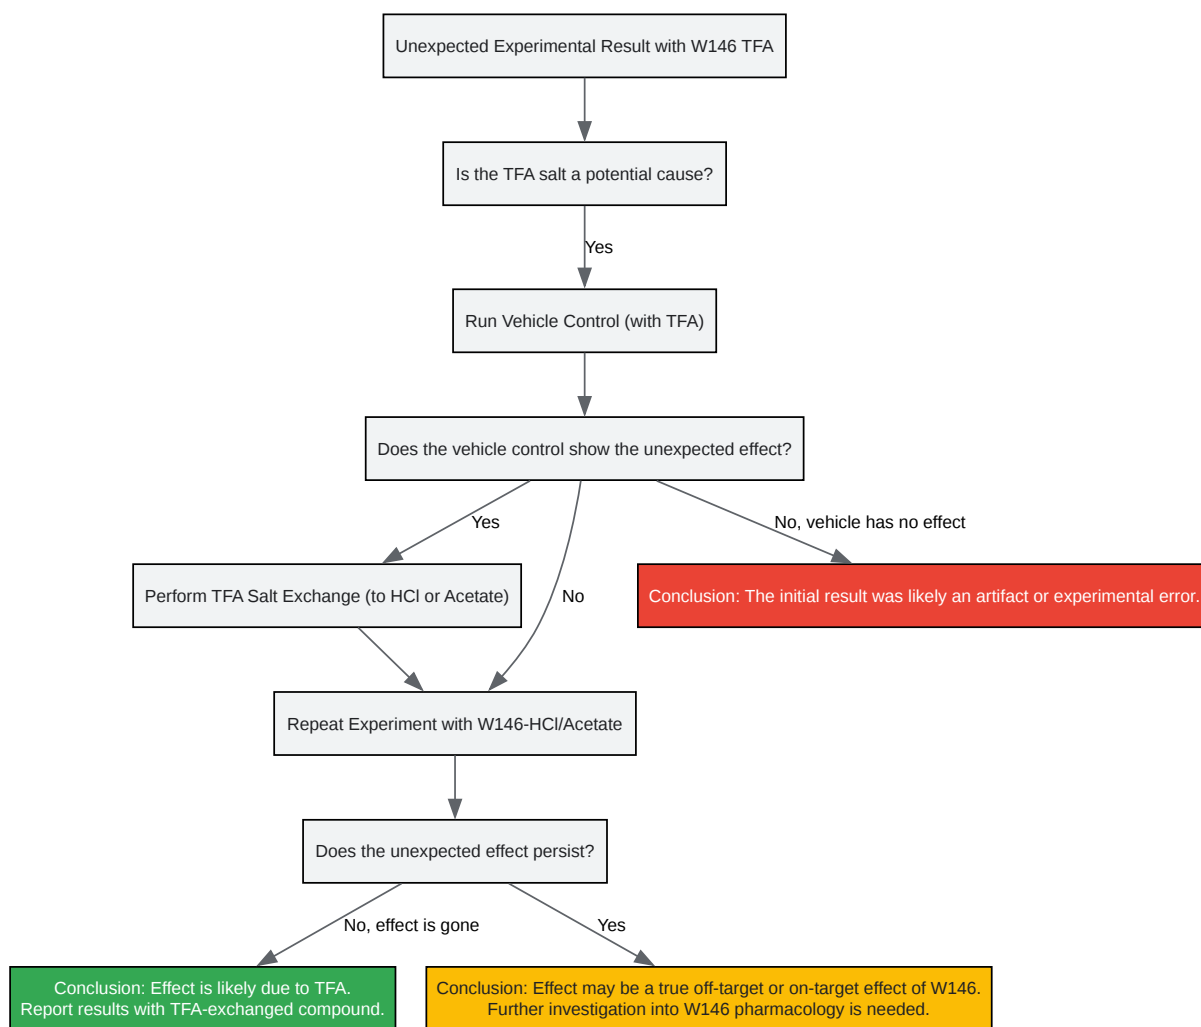 Unexpected Experimental Result with W146 TFA
Is the TFA salt a potential cause?
Yes
Run Vehicle Control (with TFA)
Does the vehicle control show the unexpected effect?
Yes
No, vehicle has no effect
Perform TFA Salt Exchange (to HCl or Acetate)
No
Conclusion: The initial result was likely an artifact or experimental error.
Repeat Experiment with W146-HCl/Acetate
Does the unexpected effect persist?
No, effect is gone
Yes
Conclusion: Effect is likely due to TFA.
Report results with TFA-exchanged compound.
Conclusion: Effect may be a true off-target or on-target effect of W146.
Further investigation into W146 pharmacology is needed.